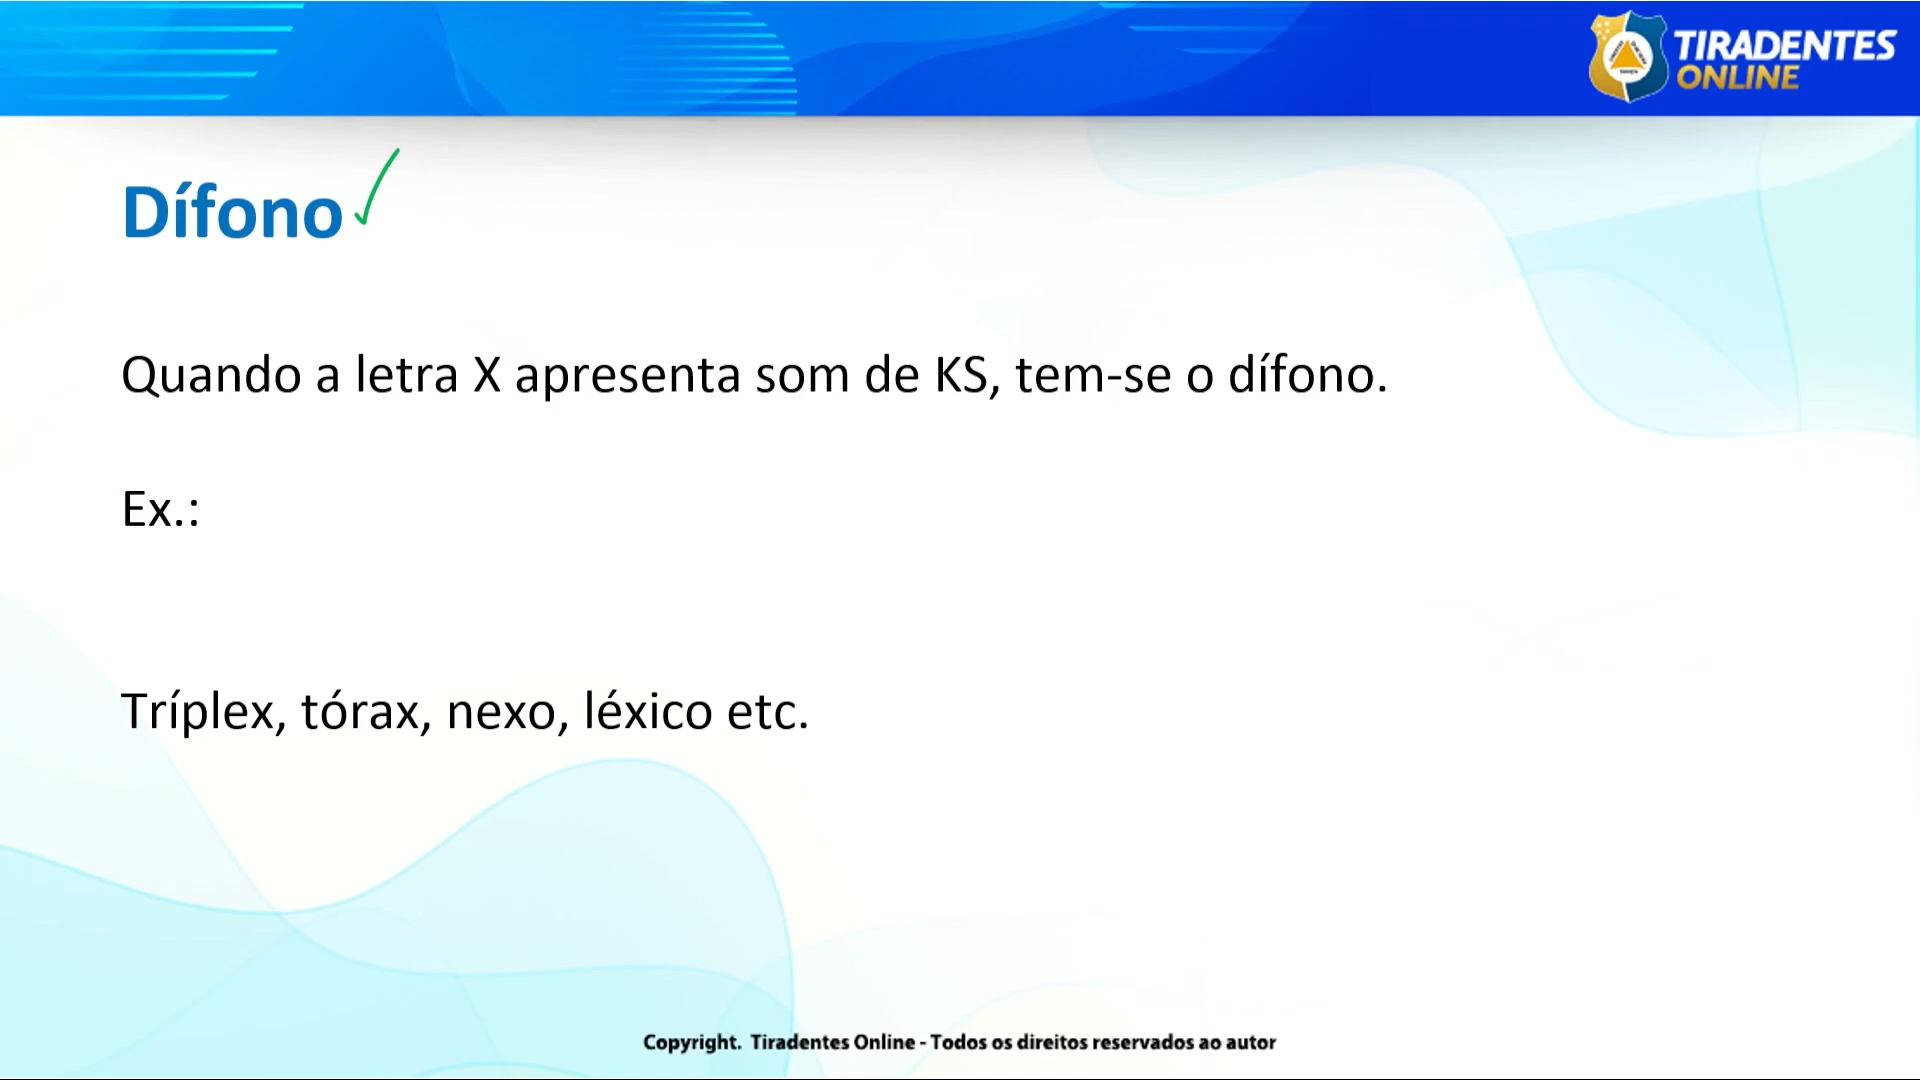 TIRADENTES
ONLINE
Dífono
Quando a letra X apresenta som de KS, tem-se o dífono.
Ex.:
Tríplex, tórax, nexo, léxico etc.
Copyright. Tiradentes Online - Todos os direitos reservados ao autor